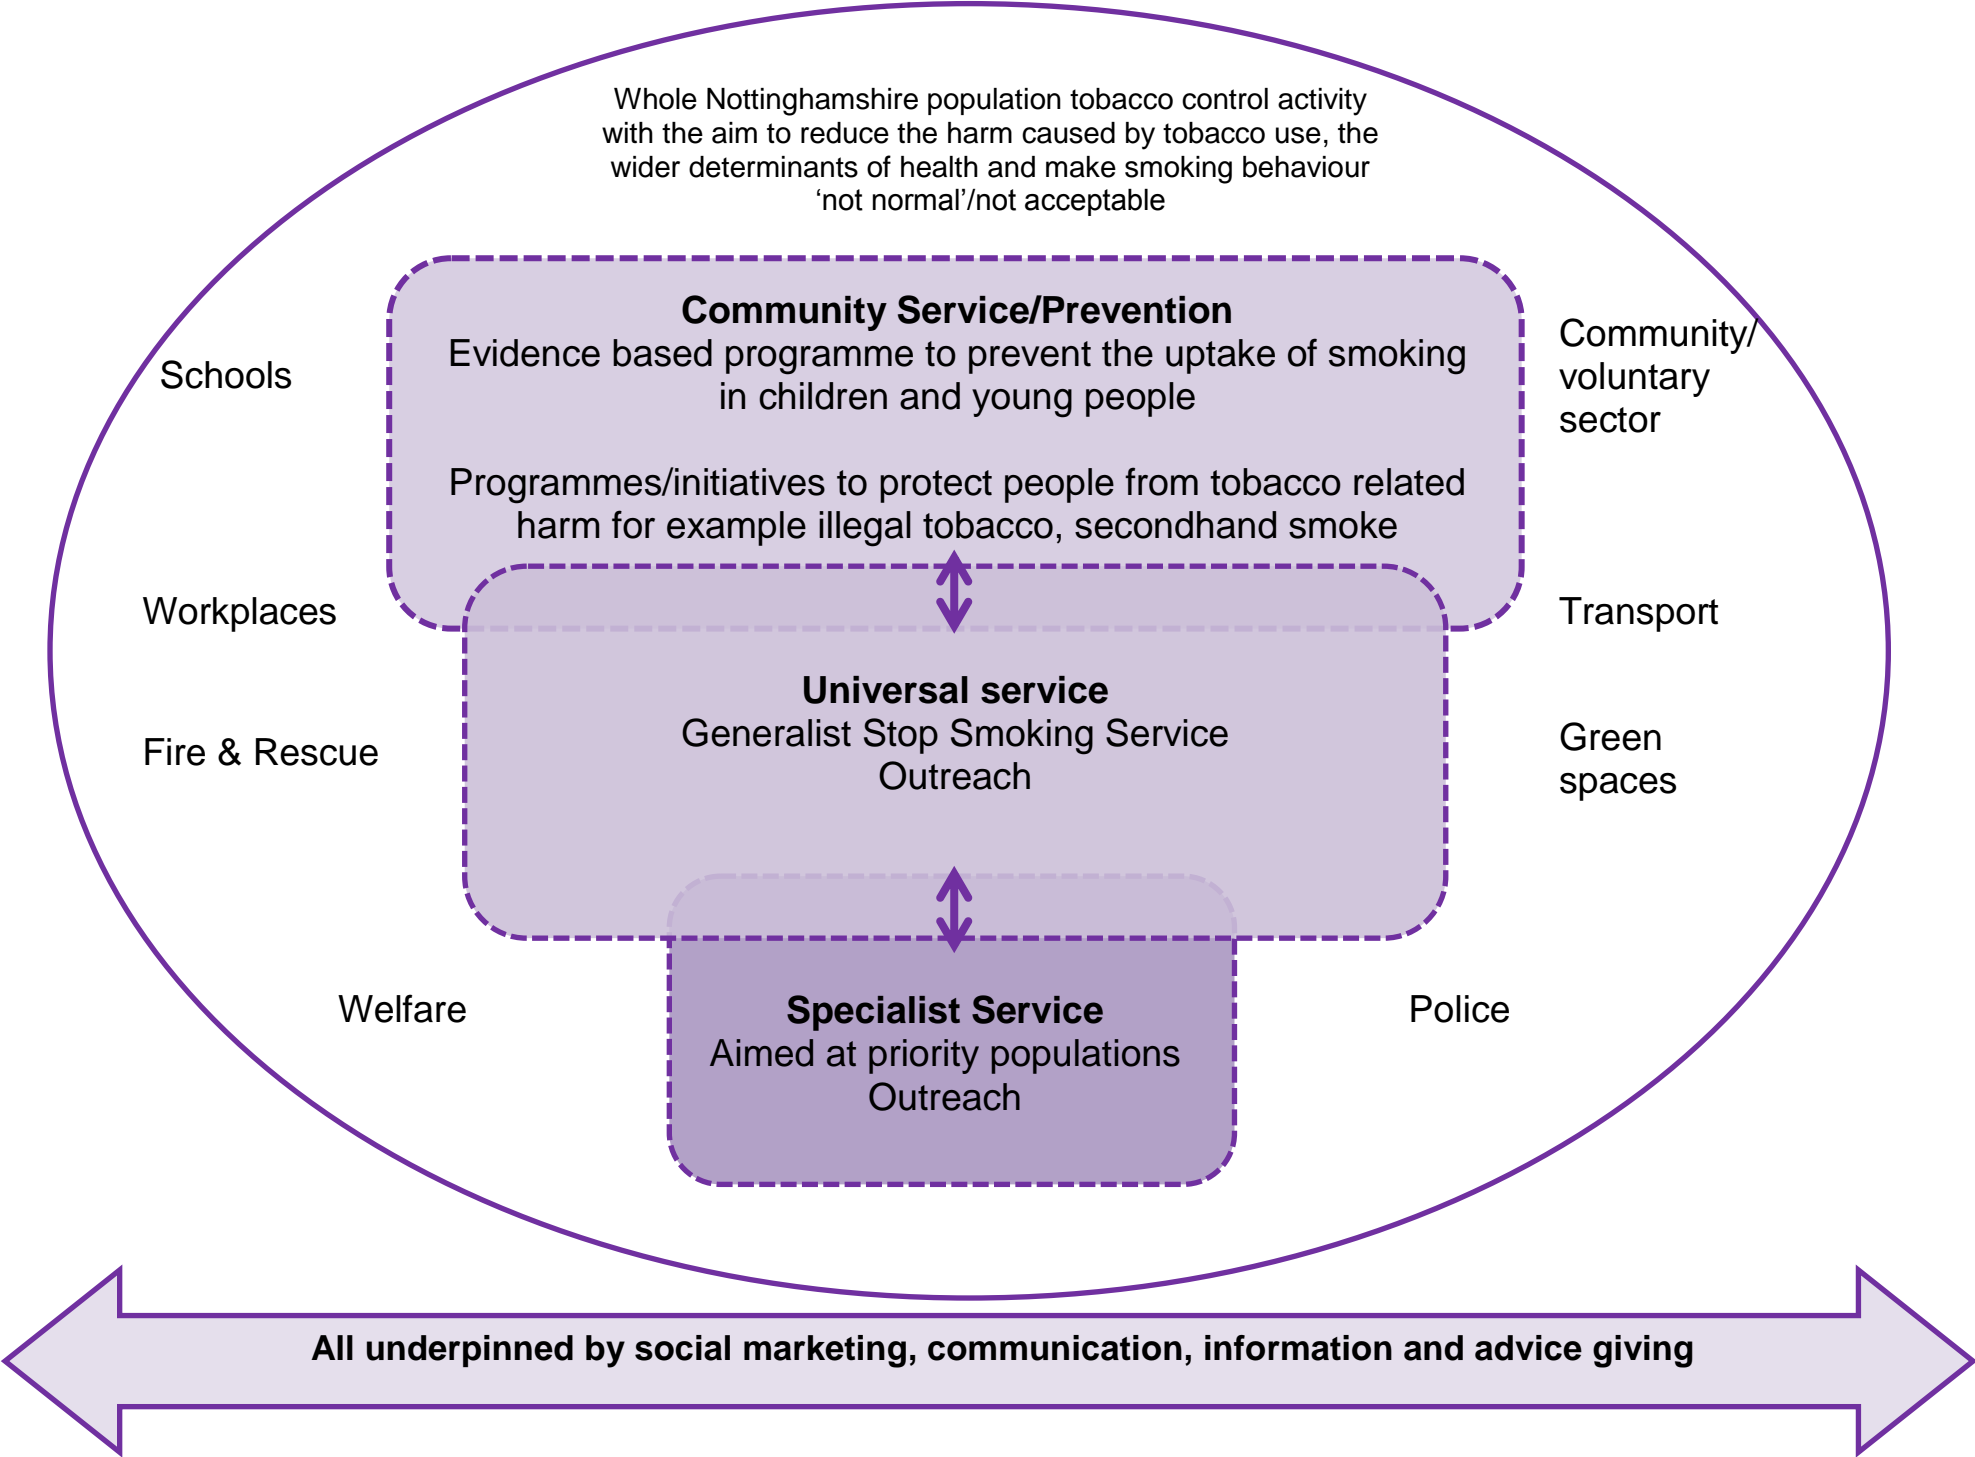 Whole Nottinghamshire population tobacco control activity
with the aim to reduce the harm caused by tobacco use, the
wider determinants of health and make smoking behaviour
‘not normal’/not acceptable
Community Service/Prevention
Evidence based programme to prevent the uptake of smoking
in children and young people
Programmes/initiatives to protect people from tobacco related
harm for example illegal tobacco, secondhand smoke
Schools
Community/
voluntary
sector
Workplaces
Transport
Universal service
Generalist Stop Smoking Service
Outreach
Fire & Rescue
Green
spaces
Welfare
Specialist Service
Aimed at priority populations
Outreach
Police
All underpinned by social marketing, communication, information and advice giving